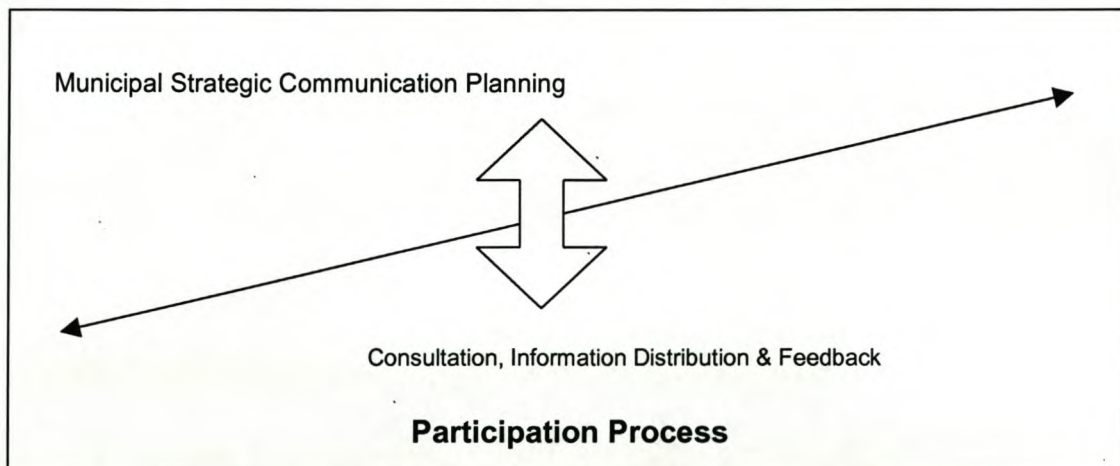 Municipal Strategic Communication Planning
Consultation, Information Distribution & Feedback
Participation Process